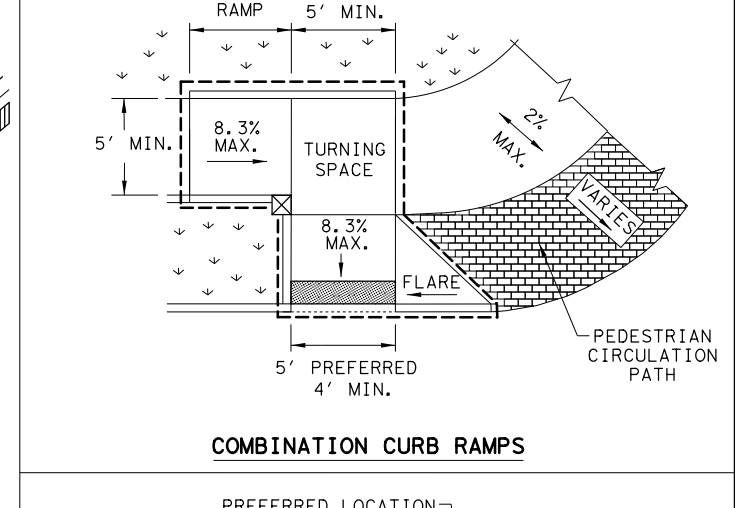 RAMP
5' MIN.
5' MIN.
8.3%
MAX.
TURNING
SPACE
2%
MAX.
VARIES
8.3%
MAX.
FLARE
PEDESTRIAN
CIRCULATION
PATH
5' PREFERRED
4' MIN.
COMBINATION CURB RAMPS
PREFERRED LOCATION